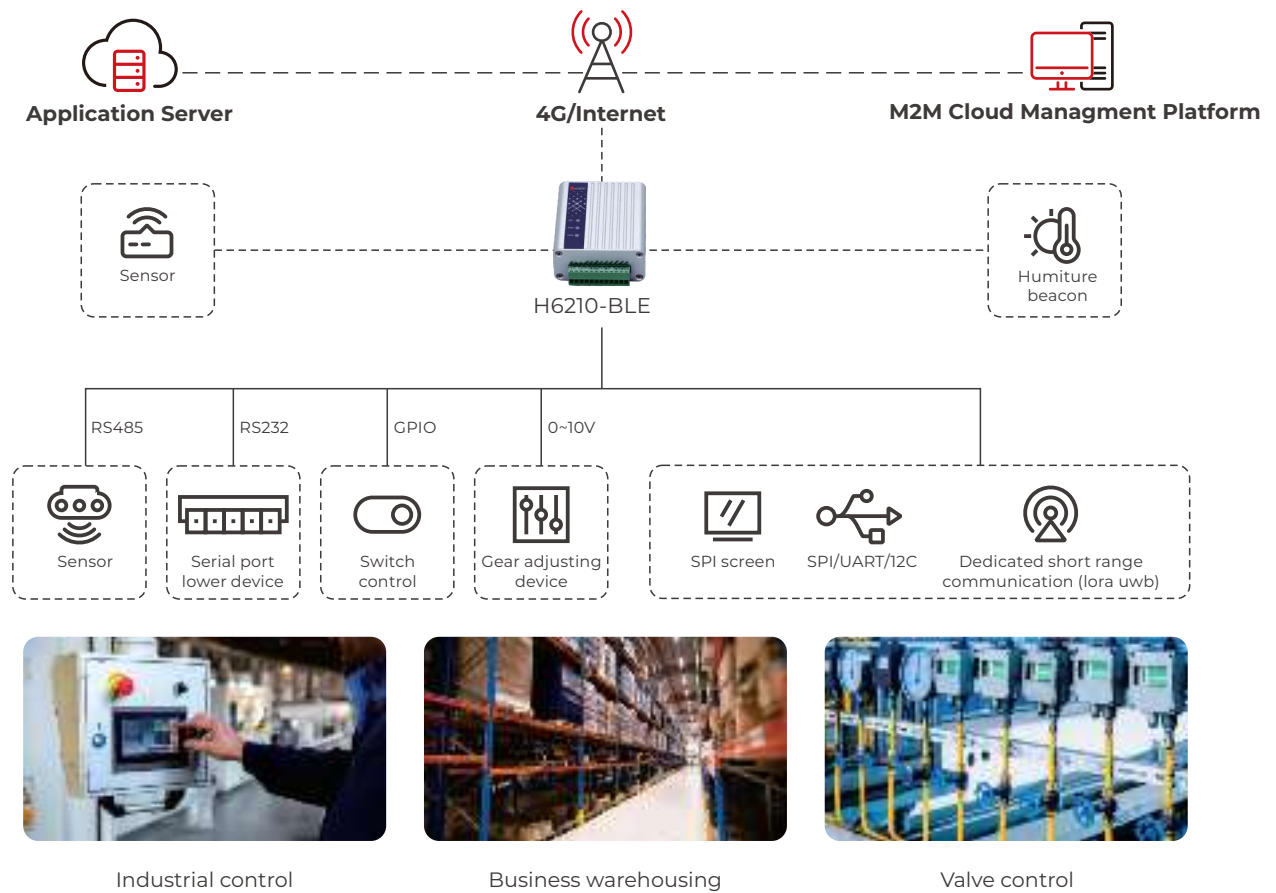 Application Server
4G/Internet
M2M Cloud Managment Platform
Sensor
H6210-BLE
Humiture
beacon
RS485
RS232
GPIO
0~10V
Sensor
Serial port
lower device
Switch
control
Gear adjusting
device
SPI screen
SPI/UART/12C
Dedicated short range
communication (lora uwb)
Industrial control
Business warehousing
Valve control